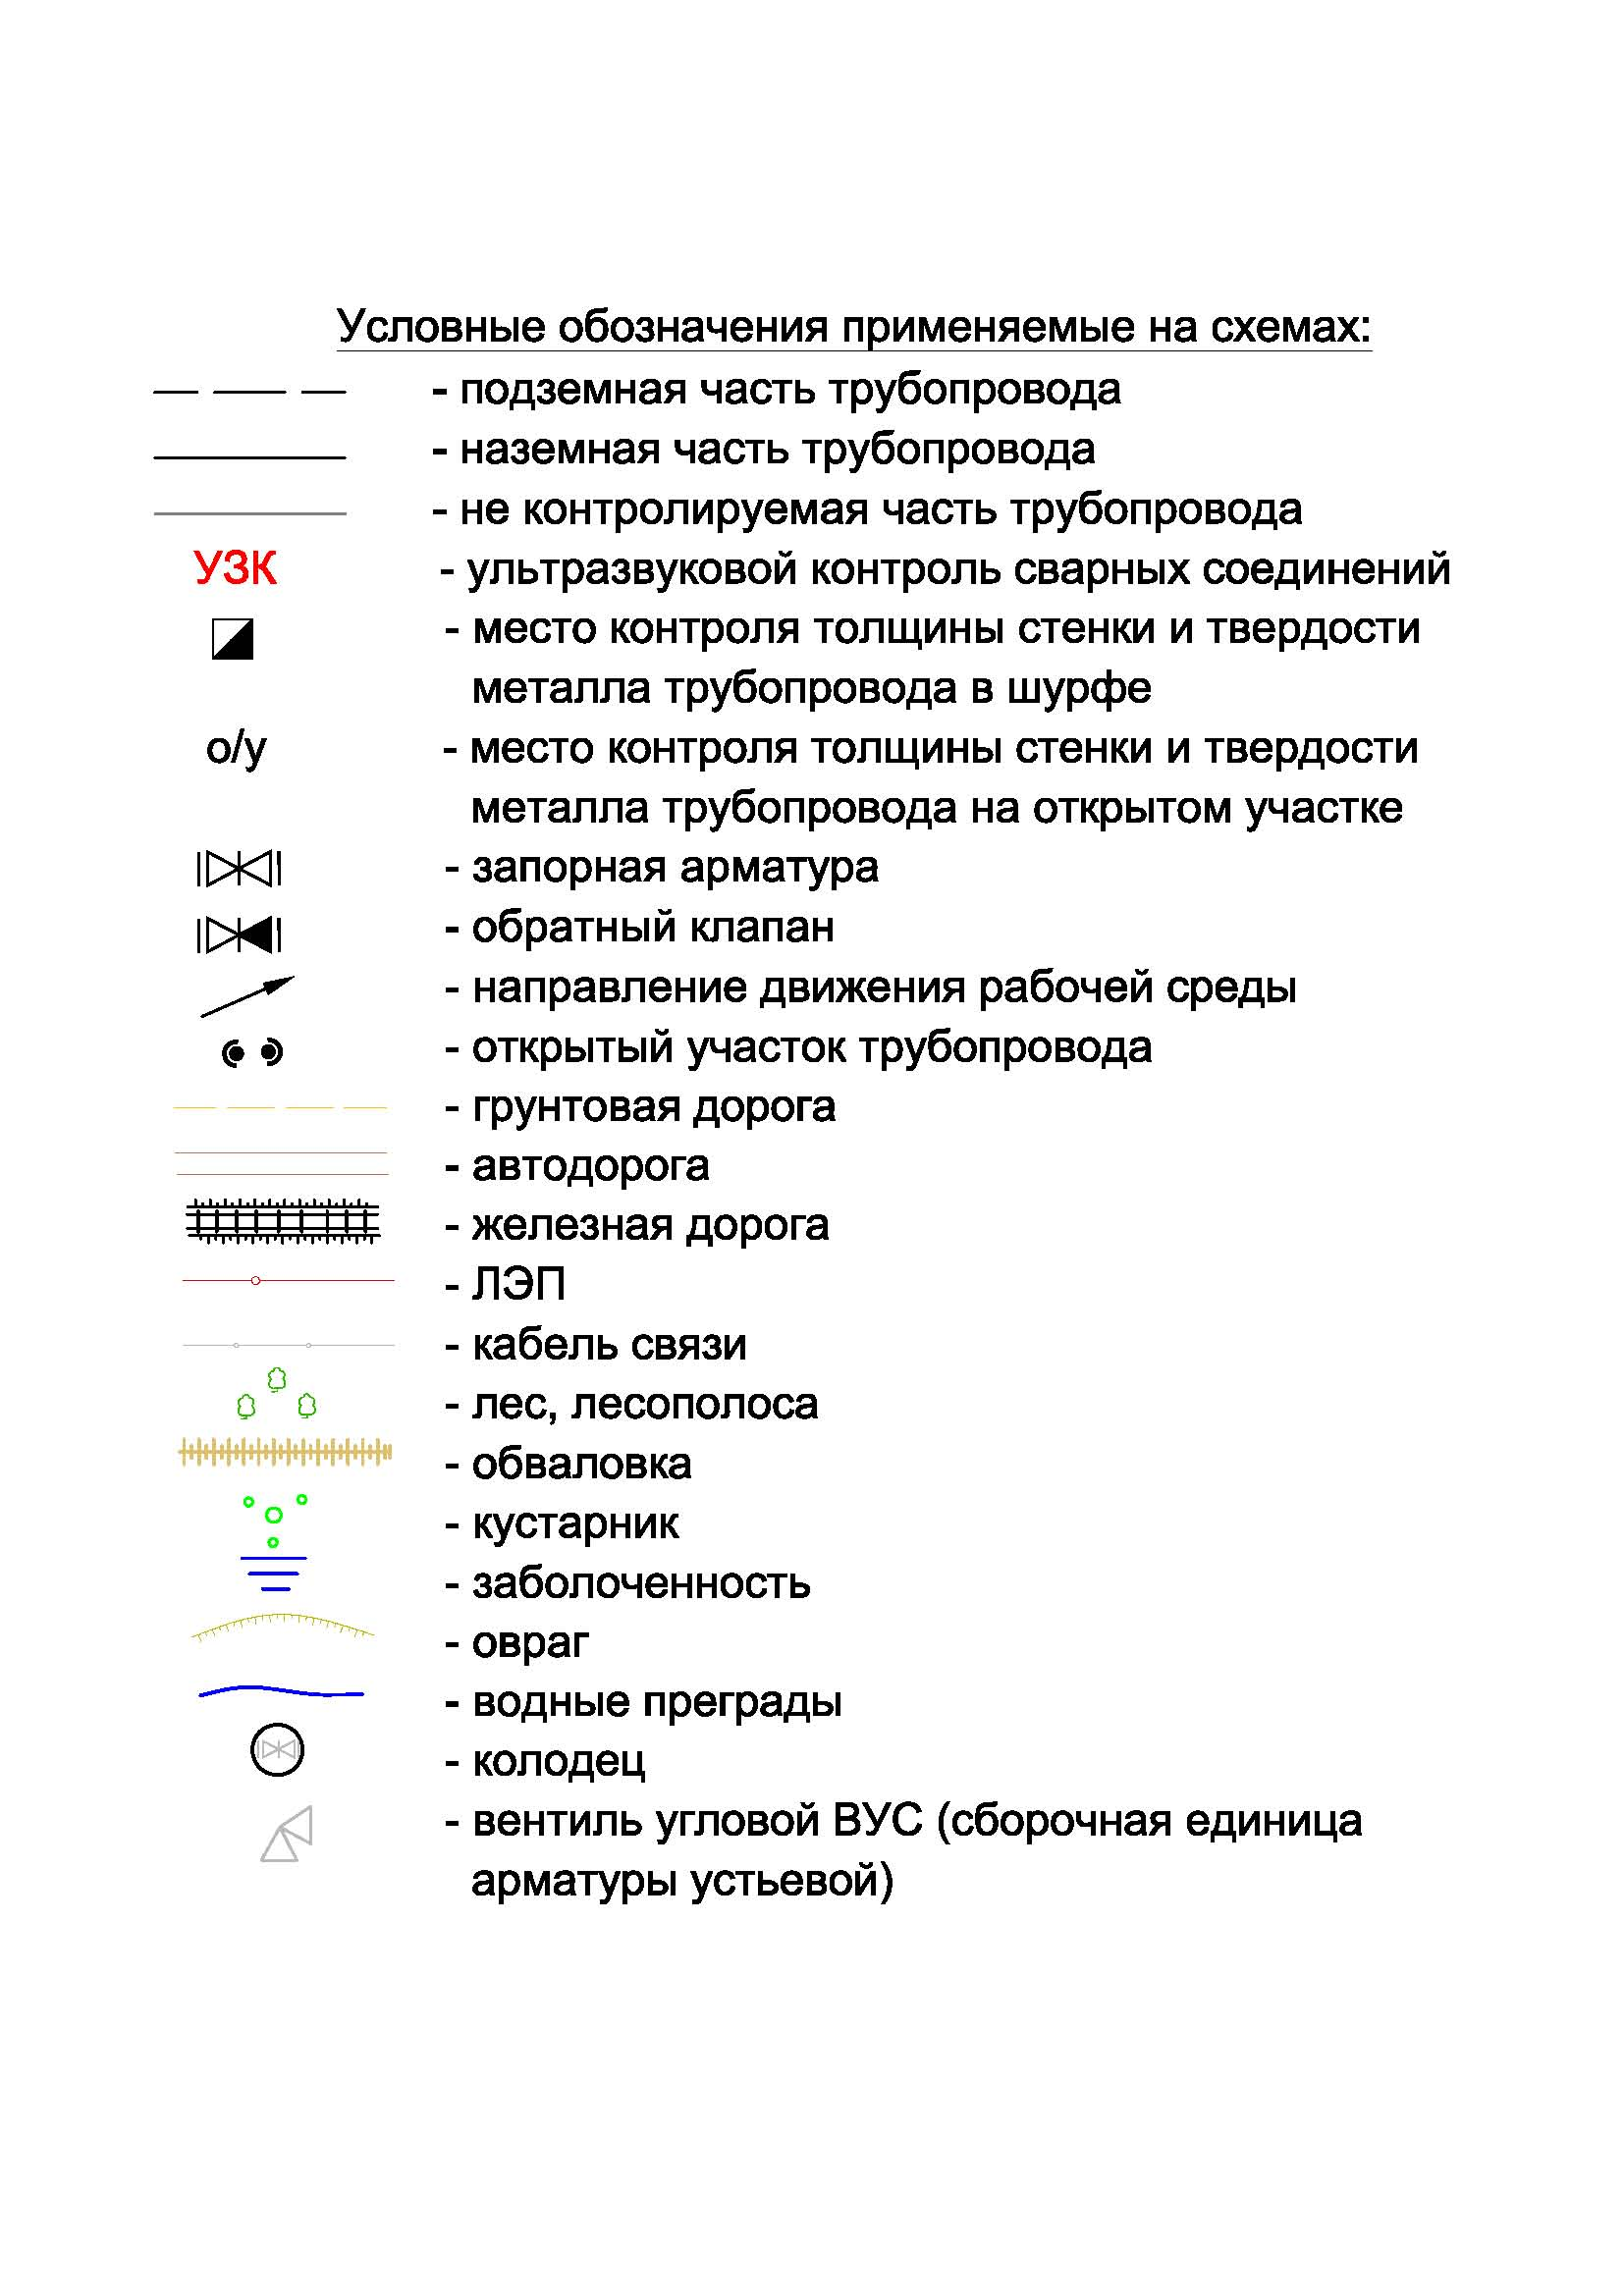 Условные обозначения применяемые на схемах:
- подземная часть трубопровода
- наземная часть трубопровода
- не контролируемая часть трубопровода
УЗК - ультразвуковой контроль сварных соединений
- место контроля толщины стенки и твердости
металла трубопровода в шурфе
о/у - место контроля толщины стенки и твердости
металла трубопровода на открытом участке
- запорная арматура
- обратный клапан
- направление движения рабочей среды
- открытый участок трубопровода
- грунтовая дорога
- автодорога
- железная дорога
- ЛЭП
- кабель связи
- лес, лесополоса
- обваловка
- кустарник
- заболоченность
- овраг
- водные преграды
- колодец
- вентиль угловой ВУС (сборочная единица
арматуры устьевой)